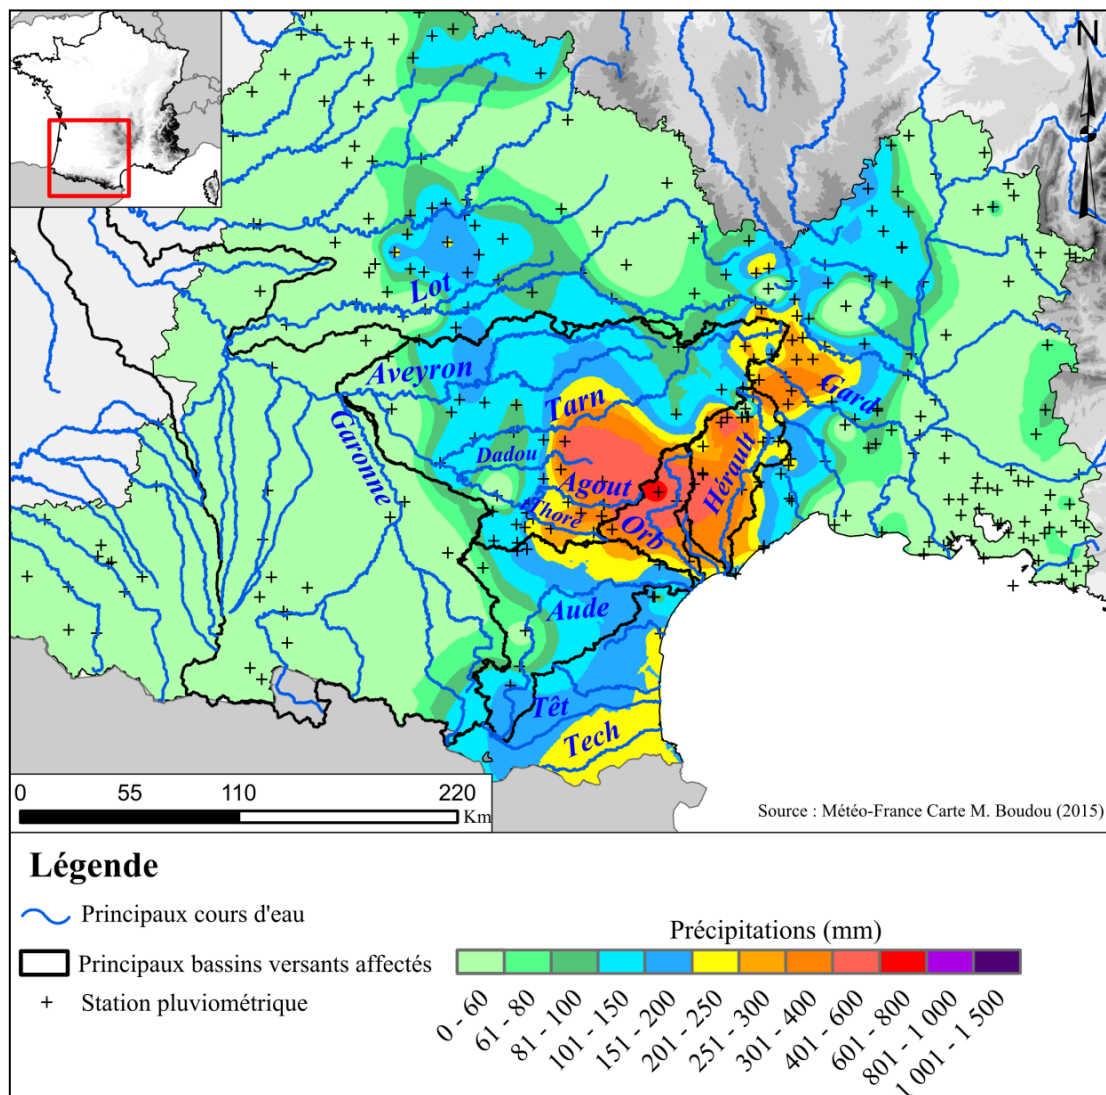 N
Lot
Aveyron
Tarn
Gard
Garonne
Dadou
Agout
Hérault
Thoré
Orb
Aude
Têt
Tech
0 55 110 220
Km
Source : Météo-France Carte M. Boudou (2015)
Légende
Principaux cours d'eau
Précipitations (mm)
Principaux bassins versants affectés
Station pluviométrique
0 - 60
61 - 80
81 - 100
101 - 150
151 - 200
201 - 250
251 - 300
301 - 400
401 - 600
601 - 800
801 - 1 000
1 001 - 1 500